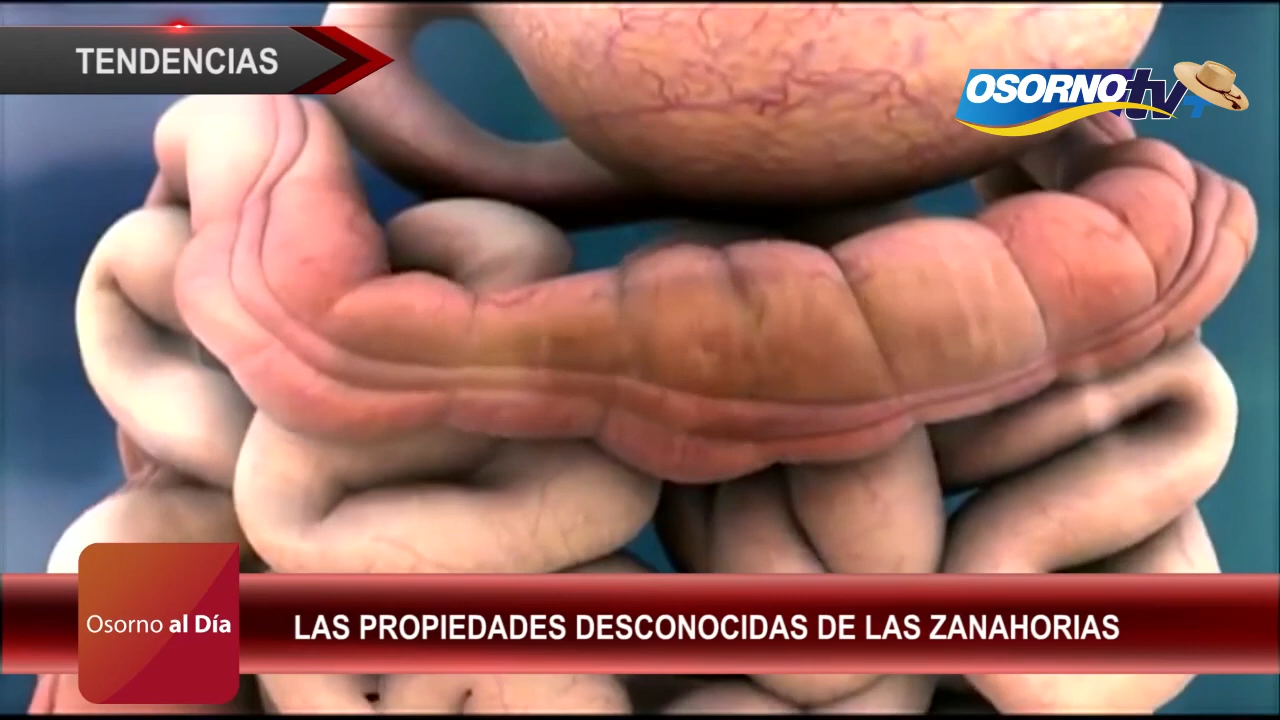 TENDENCIAS
OSORNOtv+
Osorno al Día
LAS PROPIEDADES DESCONOCIDAS DE LAS ZANAHORIAS